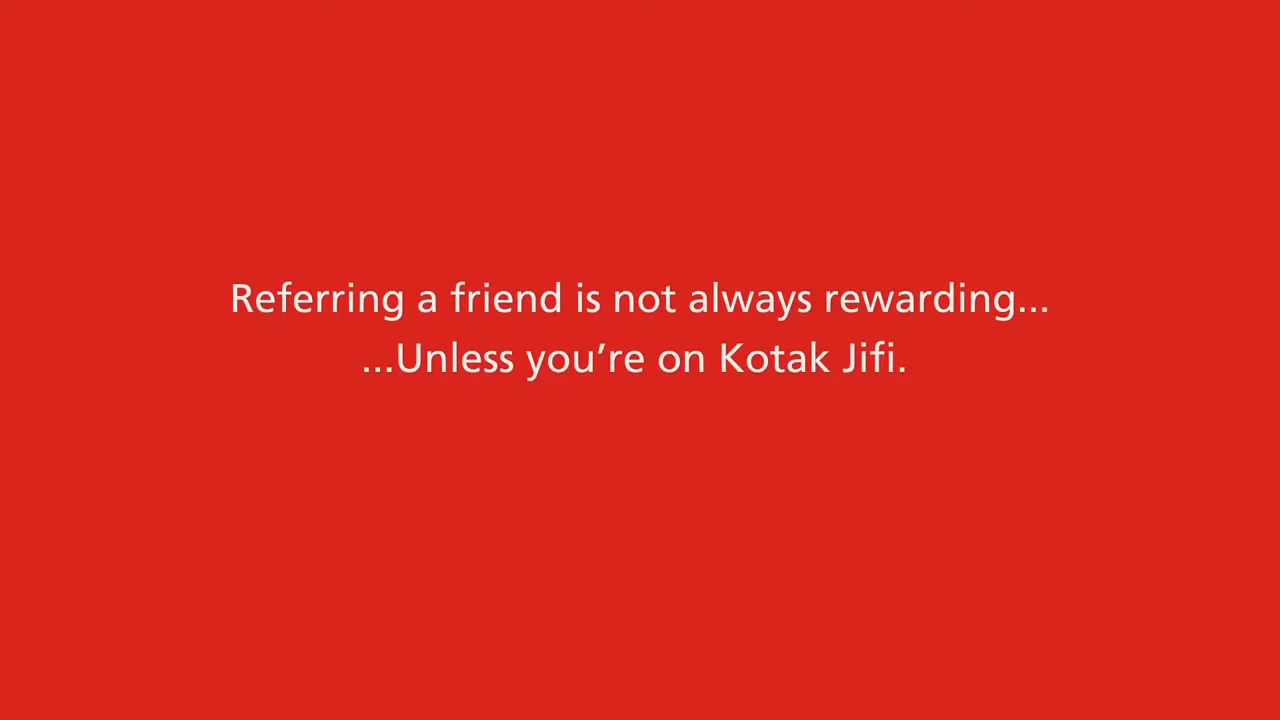 Referring a friend is not always rewarding...
...Unless you’re on Kotak Jifi.